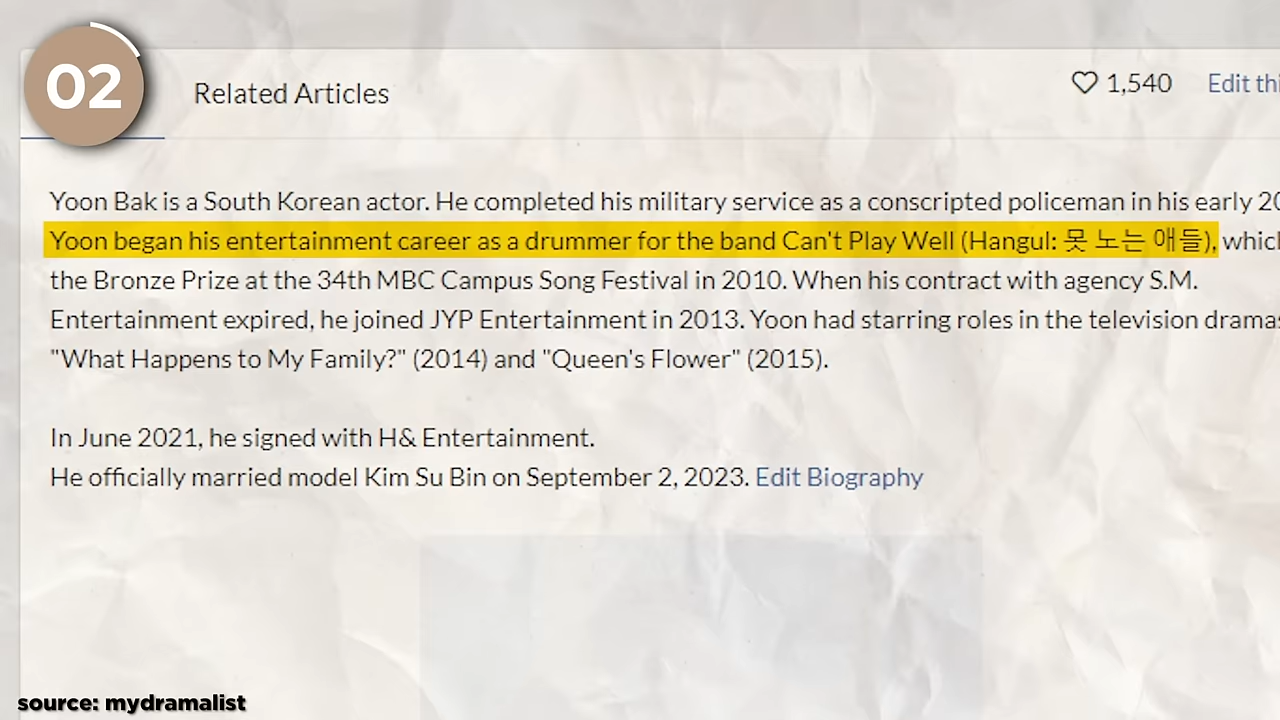 02
Related Articles
1,540
Edit thi
Yoon Bak is a South Korean actor. He completed his military service as a conscripted policeman in his early 20
Yoon began his entertainment career as a drummer for the band Can't Play Well (Hangul: 못 노는 애들), which
the Bronze Prize at the 34th MBC Campus Song Festival in 2010. When his contract with agency S.M.
Entertainment expired, he joined JYP Entertainment in 2013. Yoon had starring roles in the television dramas
"What Happens to My Family?" (2014) and "Queen's Flower" (2015).
In June 2021, he signed with H& Entertainment.
He officially married model Kim Su Bin on September 2, 2023. Edit Biography
source: mydramalist